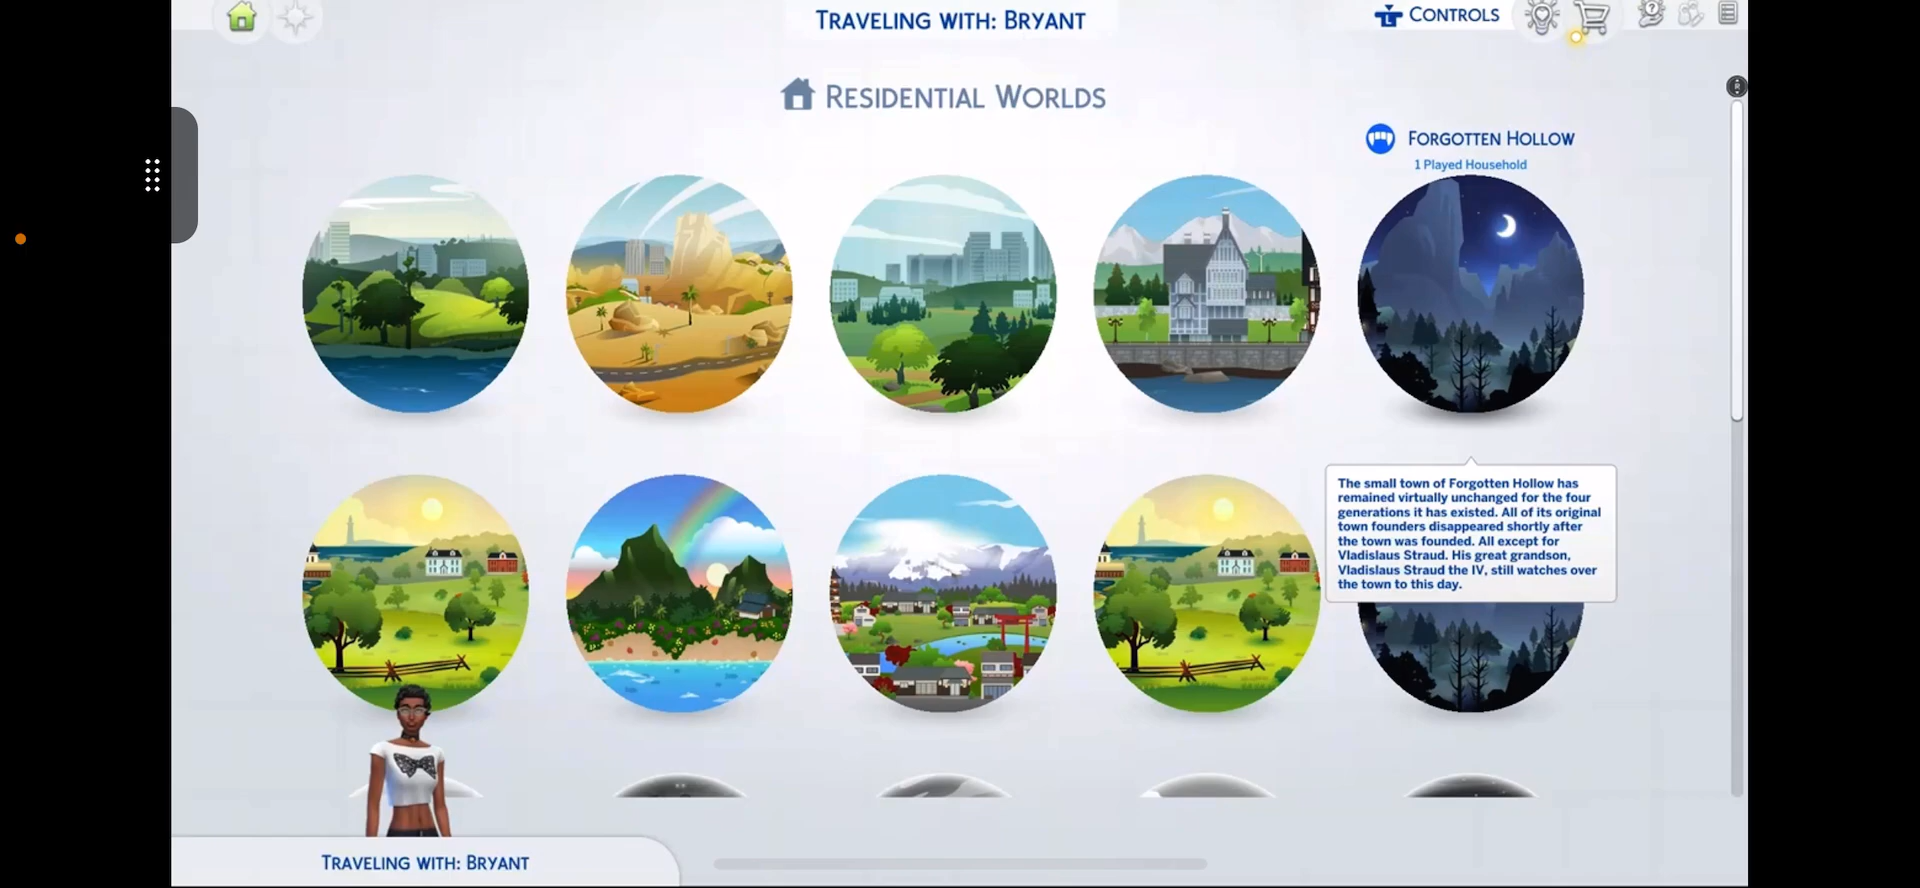 TRAVELING WITH: BRYANT
L CONTROLS
RESIDENTIAL WORLDS
FORGOTTEN HOLLOW
1 Played Household
The small town of Forgotten Hollow has
remained virtually unchanged for the four
generations it has existed. All of its original
town founders disappeared shortly after
the town was founded. All except for
Vladislaus Straud. His great grandson,
Vladislaus Straud the IV, still watches over
the town to this day.
TRAVELING WITH: BRYANT